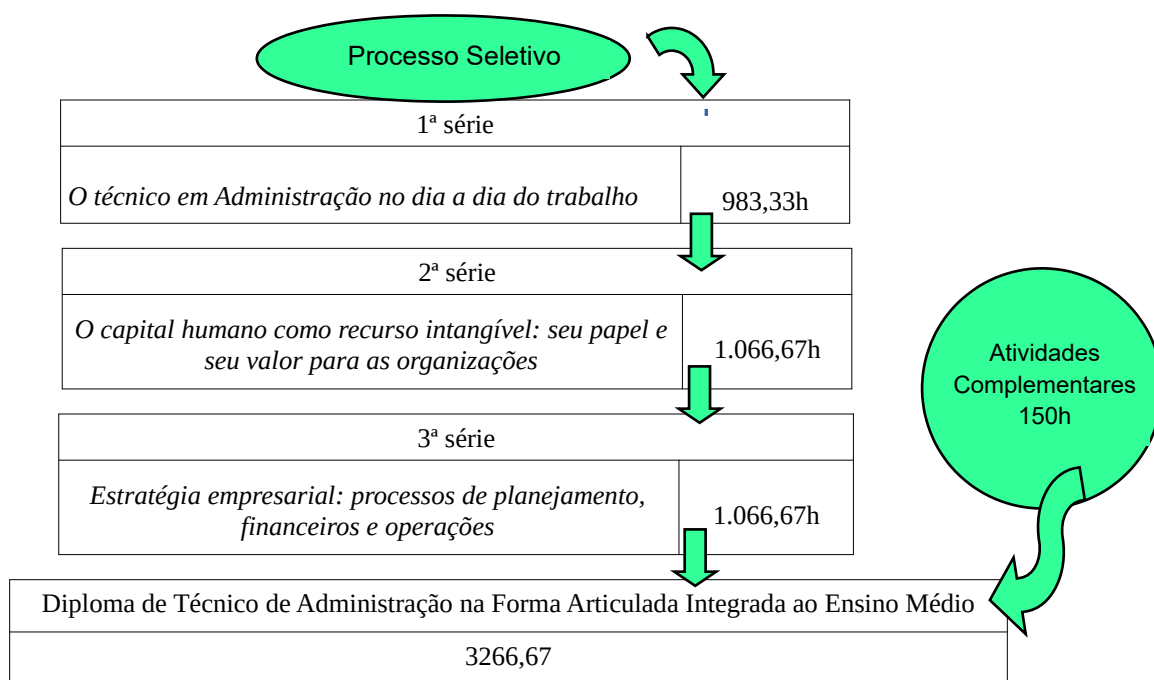 Processo Seletivo
1ª série
O técnico em Administração no dia a dia do trabalho
983,33h
2ª série
O capital humano como recurso intangível: seu papel e
seu valor para as organizações
1.066,67h
3ª série
Estratégia empresarial: processos de planejamento,
financeiros e operações
1.066,67h
Atividades
Complementares
150h
Diploma de Técnico de Administração na Forma Articulada Integrada ao Ensino Médio
3266,67